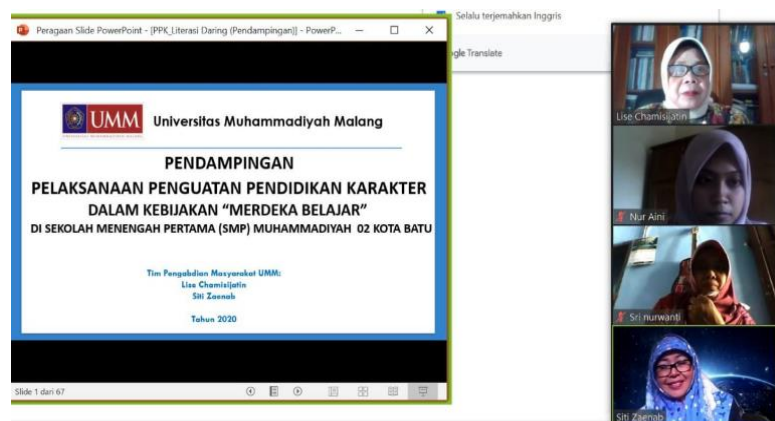 Selalu terjemahkan Inggris
Peragaan Slide PowerPoint - [PPK_Literasi Daring (Pendampingan)] - PowerP...
gle Translate
UMM
Universitas Muhammadiyah Malang
PENDAMPINGAN
PELAKSANAAN PENGUATAN PENDIDIKAN KARAKTER
DALAM KEBIJAKAN “MERDEKA BELAJAR”
DI SEKOLAH MENENGAH PERTAMA (SMP) MUHAMMADIYAH 02 KOTA BATU
Tim Pengabdian Masyarakat UMM:
Lise Chamisijatin
Siti Zaenab
Tahun 2020
Slide 1 dari 67
Lise Chamisijatin
Nur Aini
Sri nurwanti
Siti Zaenab